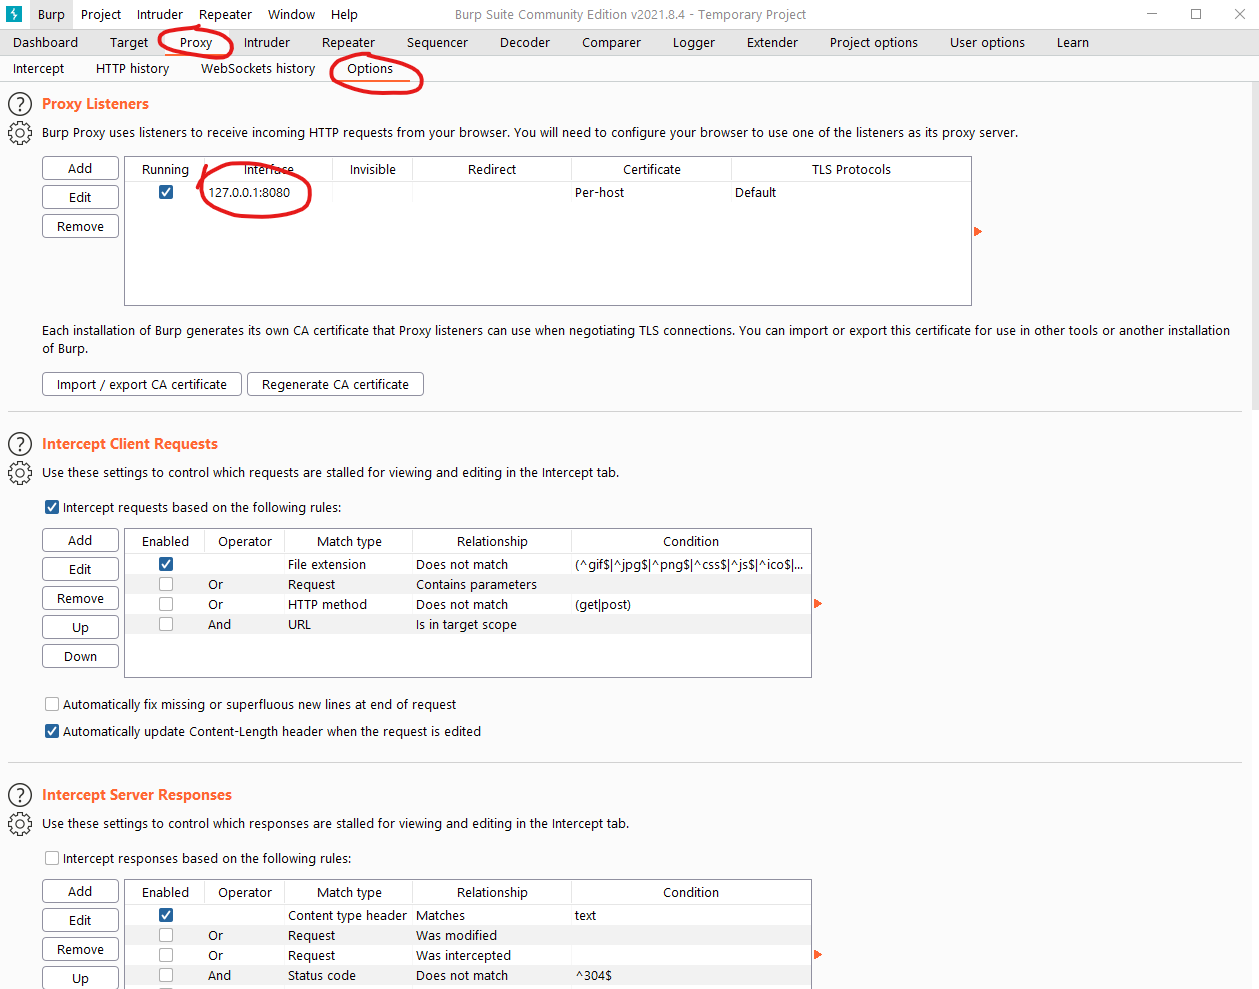 Burp Project Intruder Repeater Window Help Burp Suite Community Edition v2021.8.4 - Temporary Project
Dashboard Target Proxy Intruder Repeater Sequencer Decoder Comparer Logger Extender Project options User options Learn
Intercept HTTP history WebSockets history Options
Proxy Listeners
Burp Proxy uses listeners to receive incoming HTTP requests from your browser. You will need to configure your browser to use one of the listeners as its proxy server.
Add Running Interface Invisible Redirect Certificate TLS Protocols
127.0.0.1:8080 Per-host Default
Edit
Remove
Each installation of Burp generates its own CA certificate that Proxy listeners can use when negotiating TLS connections. You can import or export this certificate for use in other tools or another installation
of Burp.
Import / export CA certificate Regenerate CA certificate
Intercept Client Requests
Use these settings to control which requests are stalled for viewing and editing in the Intercept tab.
Intercept requests based on the following rules:
Add Enabled Operator Match type Relationship Condition
Edit File extension Does not match (^gif$|^jpg$|^png$|^css$|^js$|^ico$|...
Or Request Contains parameters
Remove Or HTTP method Does not match (get|post)
Up And URL Is in target scope
Down
Automatically fix missing or superfluous new lines at end of request
Automatically update Content-Length header when the request is edited
Intercept Server Responses
Use these settings to control which responses are stalled for viewing and editing in the Intercept tab.
Intercept responses based on the following rules:
Add Enabled Operator Match type Relationship Condition
Edit Content type header Matches text
Or Request Was modified
Remove Or Request Was intercepted
Up And Status code Does not match ^304$